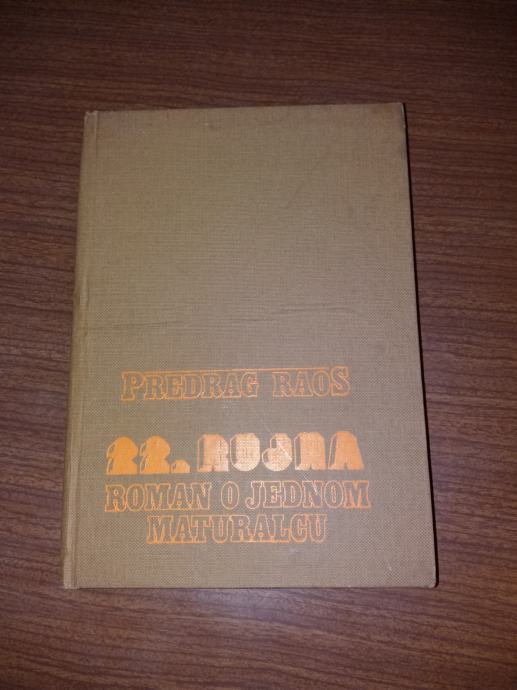 PREDRAG RAOS
22. RUJNA
ROMAN O JEDNOM
MATURALCU